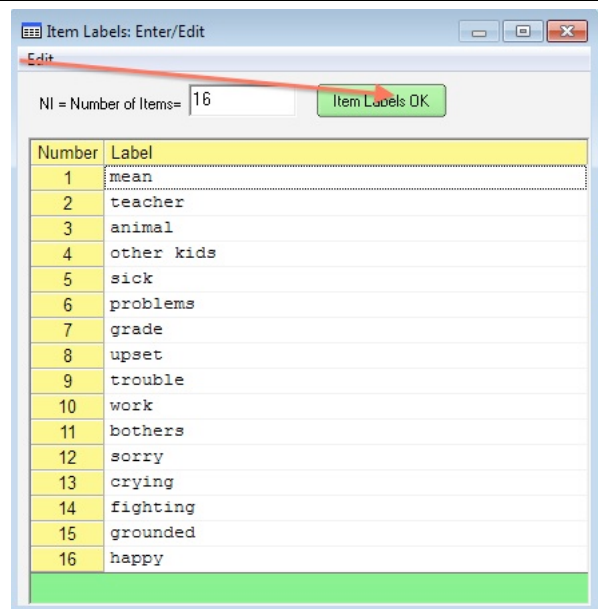 Item Labels: Enter/Edit
Edit
NI = Number of Items= 16 Item Labels OK
Number Label
1 mean
2 teacher
3 animal
4 other kids
5 sick
6 problems
7 grade
8 upset
9 trouble
10 work
11 bothers
12 sorry
13 crying
14 fighting
15 grounded
16 happy